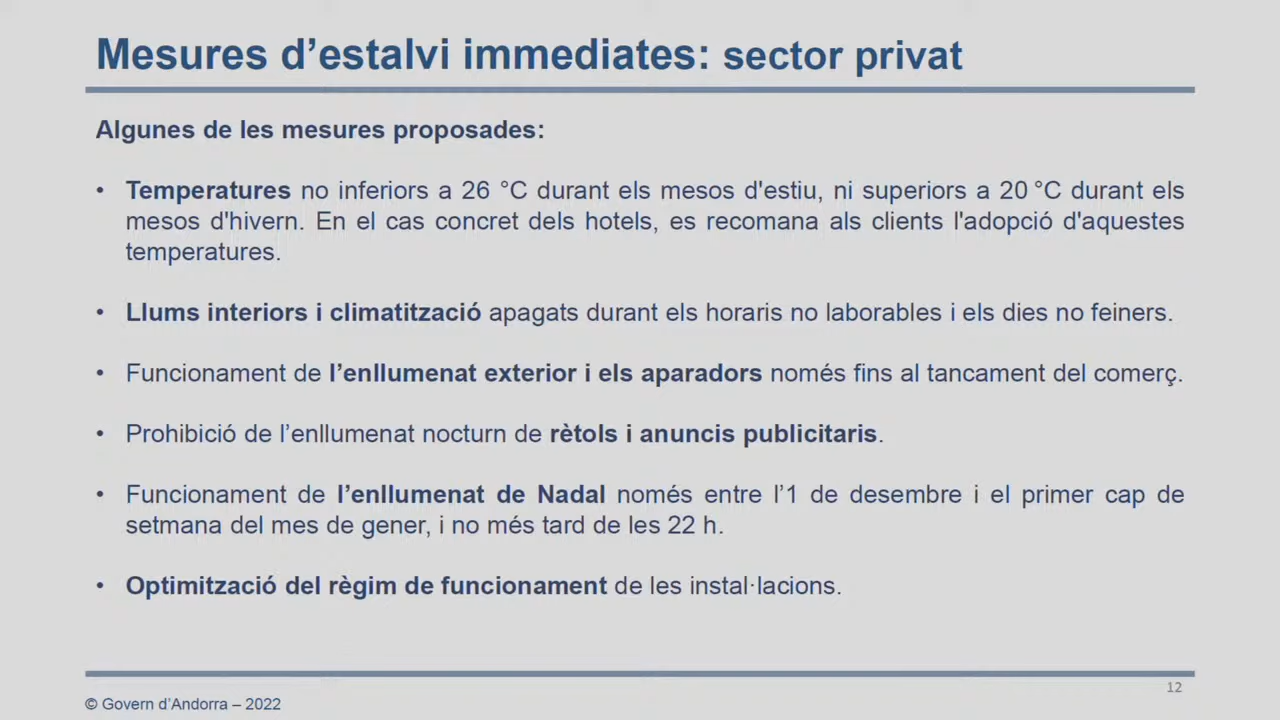 Mesures d’estalvi immediates: sector privat
Algunes de les mesures proposades:
• Temperatures no inferiors a 26 °C durant els mesos d'estiu, ni superiors a 20 °C durant els
mesos d'hivern. En el cas concret dels hotels, es recomana als clients l'adopció d'aquestes
temperatures.
• Llums interiors i climatització apagats durant els horaris no laborables i els dies no feiners.
• Funcionament de l’enllumenat exterior i els aparadors només fins al tancament del comerç.
• Prohibició de l’enllumenat nocturn de rètols i anuncis publicitaris.
• Funcionament de l’enllumenat de Nadal només entre l’1 de desembre i el primer cap de
setmana del mes de gener, i no més tard de les 22 h.
• Optimització del règim de funcionament de les instal·lacions.
12
© Govern d’Andorra – 2022